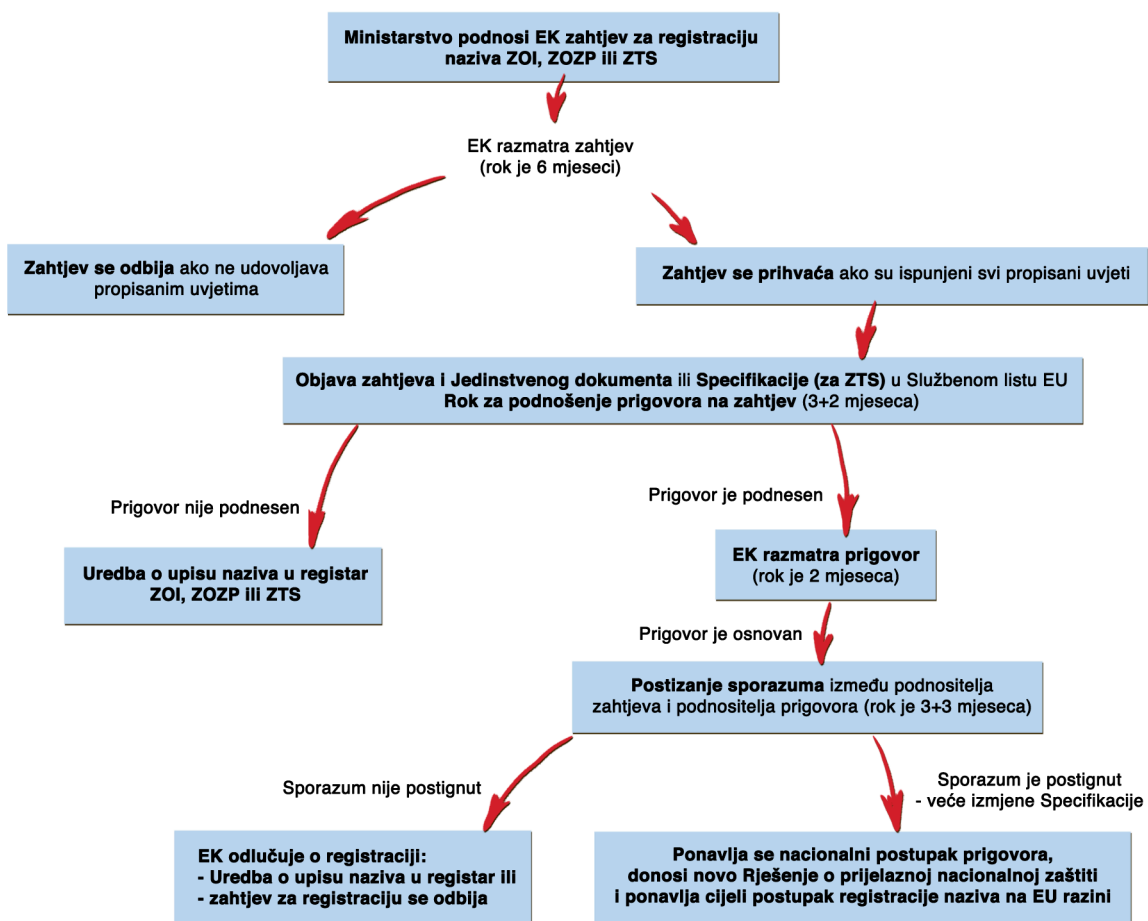 Ministarstvo podnosi EK zahtjev za registraciju
naziva ZOI, ZOZP ili ZTS
EK razmatra zahtjev
(rok je 6 mjeseci)
Zahtjev se odbija ako ne udovoljava
propisanim uvjetima
Zahtjev se prihvaća ako su ispunjeni svi propisani uvjeti
Objava zahtjeva i Jedinstvenog dokumenta ili Specifikacije (za ZTS) u Službenom listu EU
Rok za podnošenje prigovora na zahtjev (3+2 mjeseca)
Prigovor nije podnesen
Prigovor je podnesen
Uredba o upisu naziva u registar
ZOI, ZOZP ili ZTS
EK razmatra prigovor
(rok je 2 mjeseca)
Prigovor je osnovan
Postizanje sporazuma između podnositelja
zahtjeva i podnositelja prigovora (rok je 3+3 mjeseca)
Sporazum nije postignut
Sporazum je postignut
- veće izmjene Specifikacije
EK odlučuje o registraciji:
- Uredba o upisu naziva u registar ili
- zahtjev za registraciju se odbija
Ponavlja se nacionalni postupak prigovora,
donosi novo Rješenje o prijelaznoj nacionalnoj zaštiti
i ponavlja cijeli postupak registracije naziva na EU razini